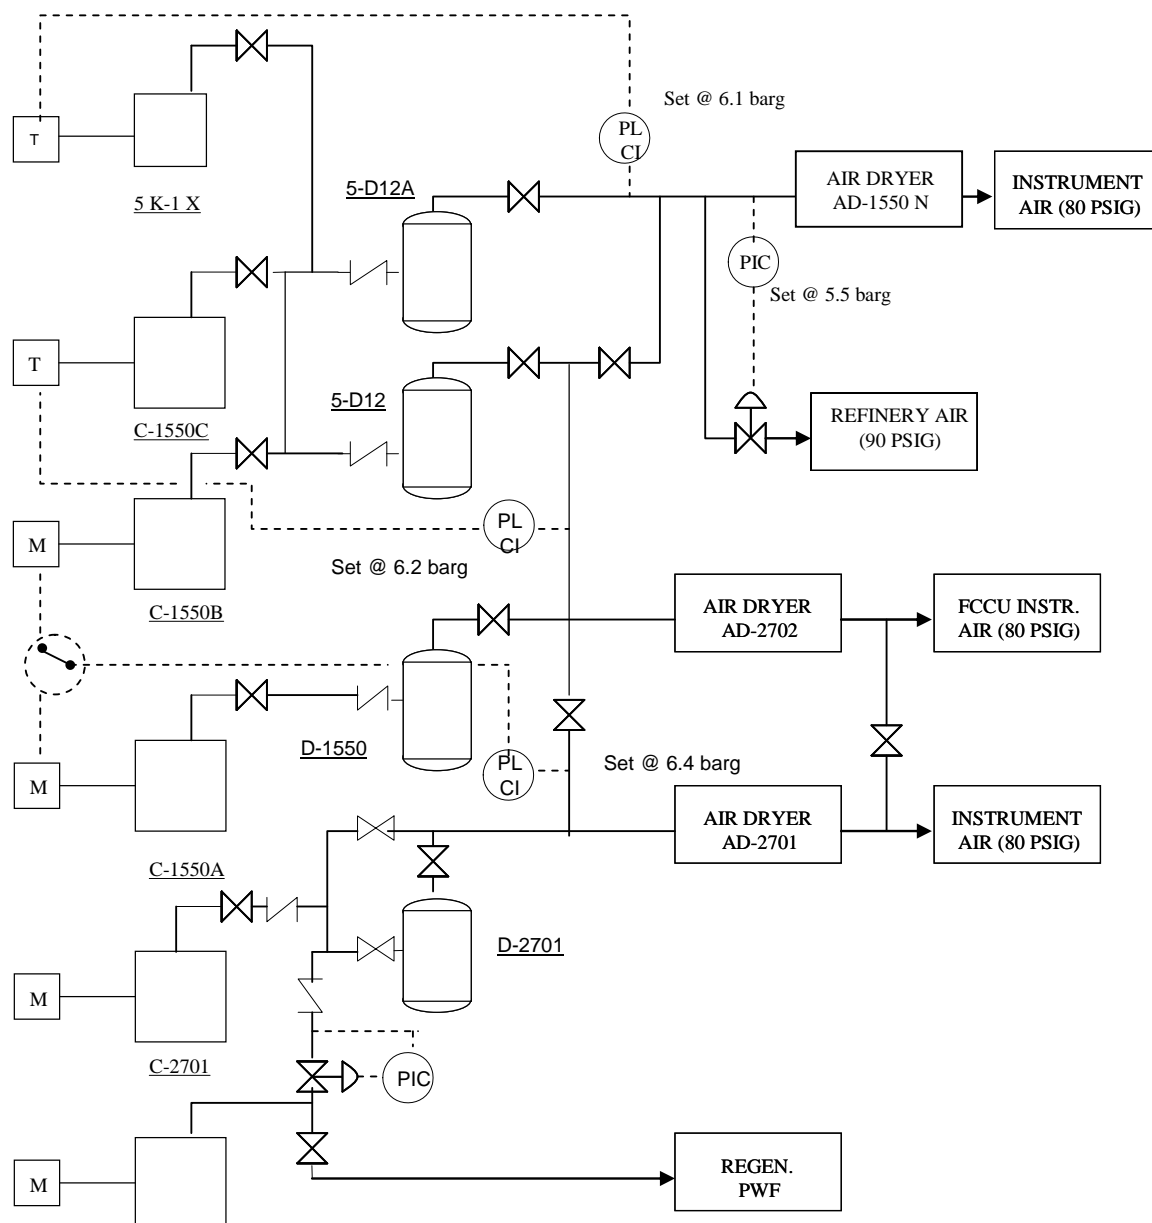 Set @ 6.1 barg
PL
CI
T
5 K-1 X
5-D12A
AIR DRYER
AD-1550 N
INSTRUMENT
AIR (80 PSIG)
PIC
Set @ 5.5 barg
T
C-1550C
5-D12
REFINERY AIR
(90 PSIG)
PL
CI
M
Set @ 6.2 barg
C-1550B
AIR DRYER
AD-2702
FCCU INSTR.
AIR (80 PSIG)
D-1550
PL
CI
Set @ 6.4 barg
M
AIR DRYER
AD-2701
INSTRUMENT
AIR (80 PSIG)
C-1550A
D-2701
M
C-2701
PIC
M
REGEN.
PWF